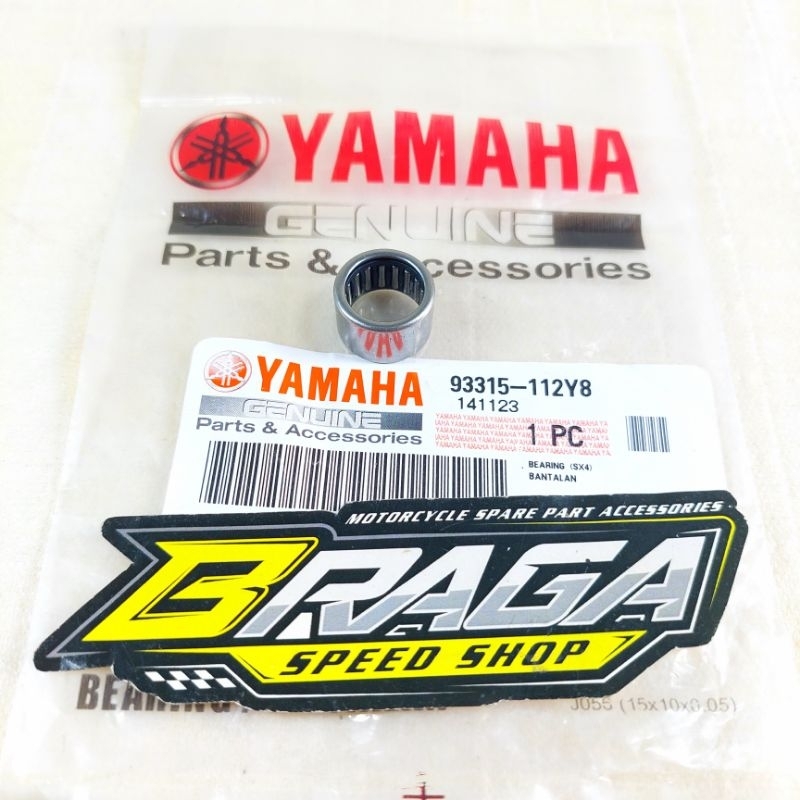 YAMAHA
GENUINE
Parts & Accessories
YAMAHA
GENUINE
Parts & Accessories
93315-112Y8
141123
1 PC
BEARING (SX4)
BANTALAN
MOTORCYCLE SPARE PART ACCESSORIES
BRAGA
SPEED SHOP
J055 (15x10x0.05)